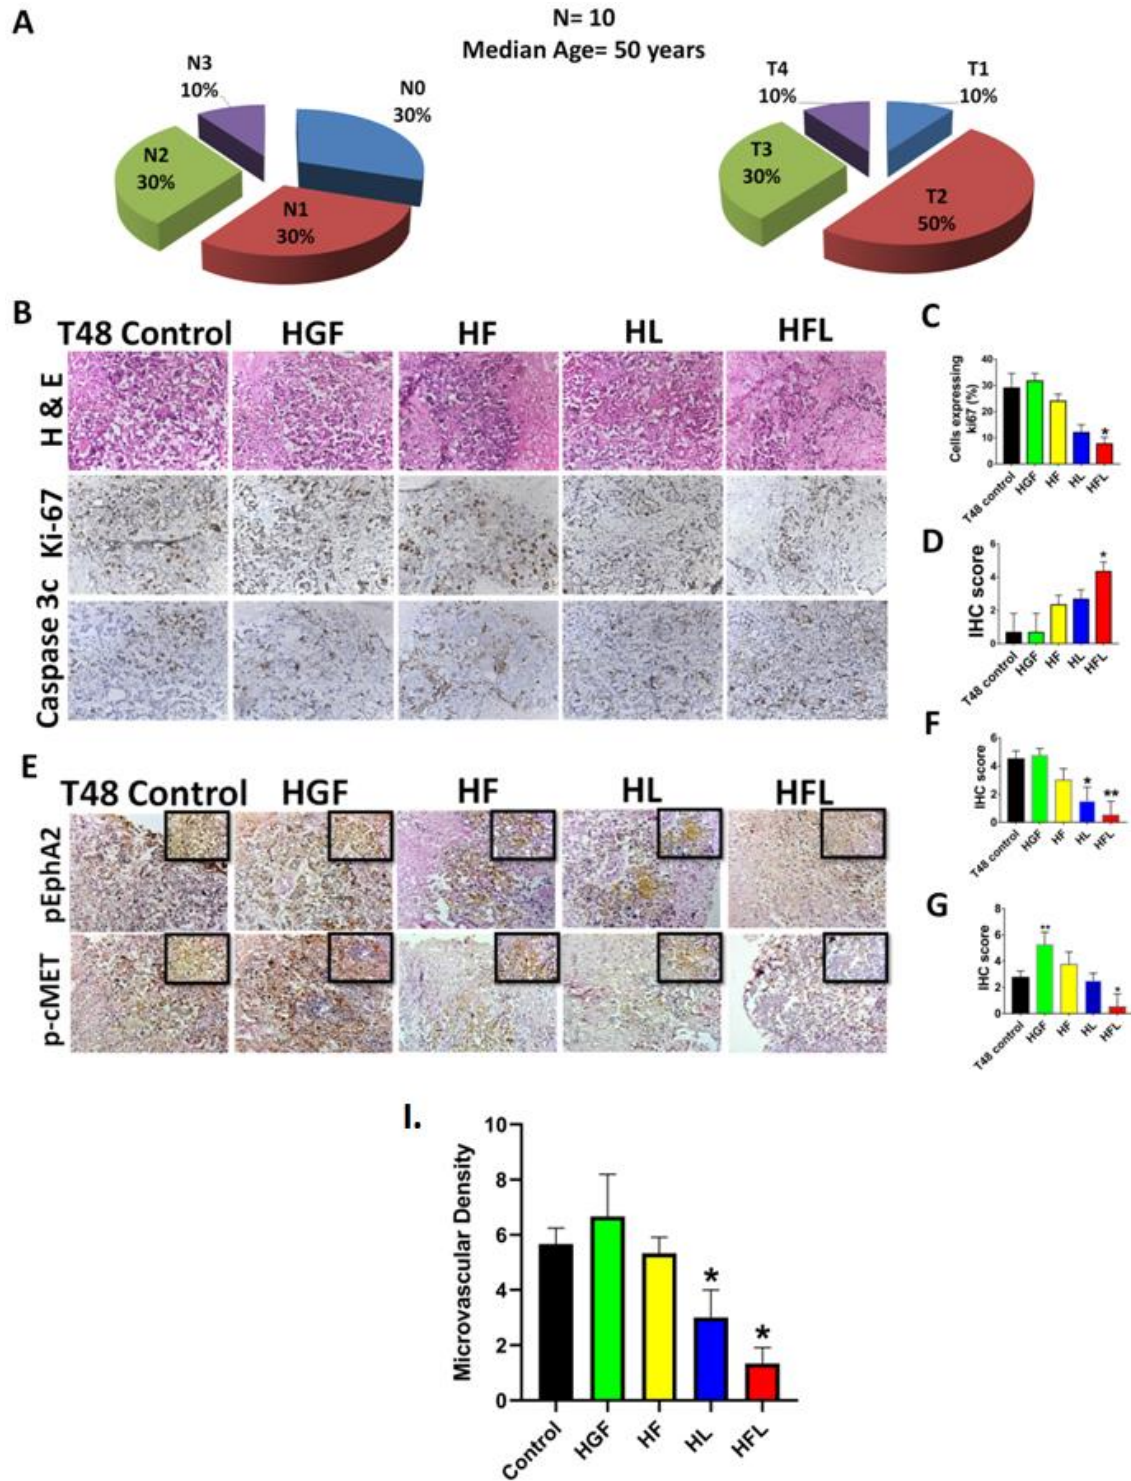 A
N= 10
Median Age= 50 years
N3
10%
N0
30%
N2
30%
N1
30%
T4
10%
T1
10%
T3
30%
T2
50%
B
T48 Control HGF HF HL HFL
H & E
Ki-67
Caspase 3c
C
Cells expressing
ki67 (%)
40
30
20
10
0
*
T48 control HGF HF HL HFL
D
IHC score
6
4
2
0
*
T48 control HGF HF HL HFL
E
T48 Control HGF HF HL HFL
pEphA2
p-cMET
F
IHC score
6
4
2
0
* **
T48 control HGF HF HL HFL
G
IHC score
8
6
4
2
0
** *
T48 control HGF HF HL HFL
I.
Microvascular Density
10
8
6
4
2
0
* *
Control HGF HF HL HFL